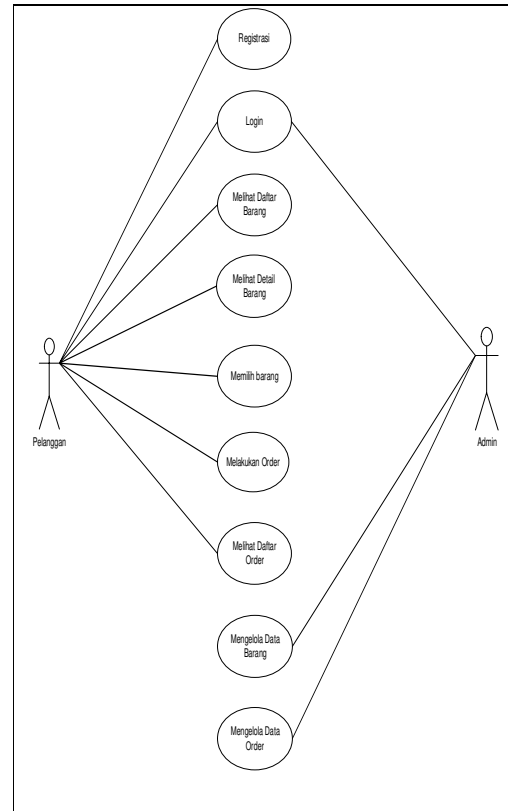 Registrasi
Login
Melihat Daftar
Barang
Melihat Detail
Barang
Memilih barang
Pelanggan
Admin
Melakukan Order
Melihat Daftar
Order
Mengelola Data
Barang
Mengelola Data
Order